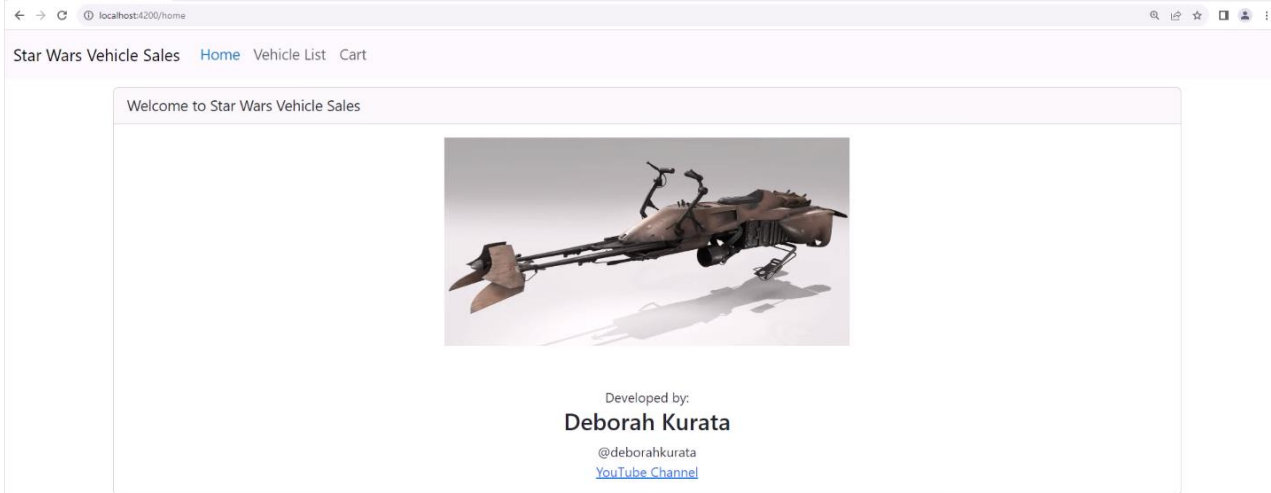 localhost:4200/home
Star Wars Vehicle Sales Home Vehicle List Cart
Welcome to Star Wars Vehicle Sales
Developed by:
Deborah Kurata
@deborahkurata
YouTube Channel